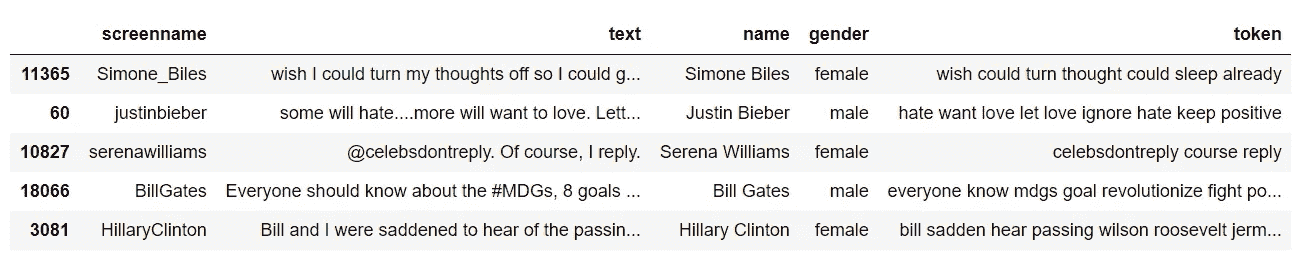 screenname text name gender token
11365 Simone_Biles wish I could turn my thoughts off so I could g... Simone Biles female wish could turn thought could sleep already
60 justinbieber some will hate....more will want to love. Lett... Justin Bieber male hate want love let love ignore hate keep positive
10827 serenawilliams @celebsdontreply. Of course, I reply. Serena Williams female celebsdontreply course reply
18066 BillGates Everyone should know about the #MDGs, 8 goals ... Bill Gates male everyone know mdgs goal revolutionize fight po...
3081 HillaryClinton Bill and I were saddened to hear of the passin... Hillary Clinton female bill sadden hear passing wilson roosevelt jerm...